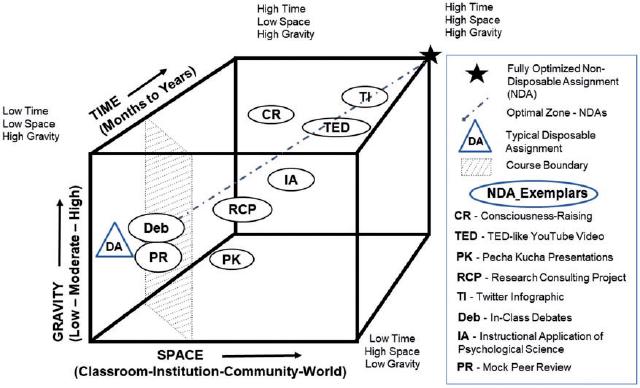 High Time
Low Space
High Gravity
High Time
High Space
High Gravity
Low Time
Low Space
High Gravity
TIME
(Months to Years)
TI
CR
TED
IA
RCP
Deb
DA
PR
PK
GRAVITY
(Low – Moderate – High)
SPACE
(Classroom-Institution-Community-World)
Low Time
High Space
Low Gravity
Fully Optimized Non-
Disposable Assignment
(NDA)
Optimal Zone - NDAs
DA
Typical Disposable
Assignment
Course Boundary
NDA_Exemplars
CR - Consciousness-Raising
TED - TED-like YouTube Video
PK - Pecha Kucha Presentations
RCP - Research Consulting Project
TI - Twitter Infographic
Deb - In-Class Debates
IA - Instructional Application of
Psychological Science
PR - Mock Peer Review